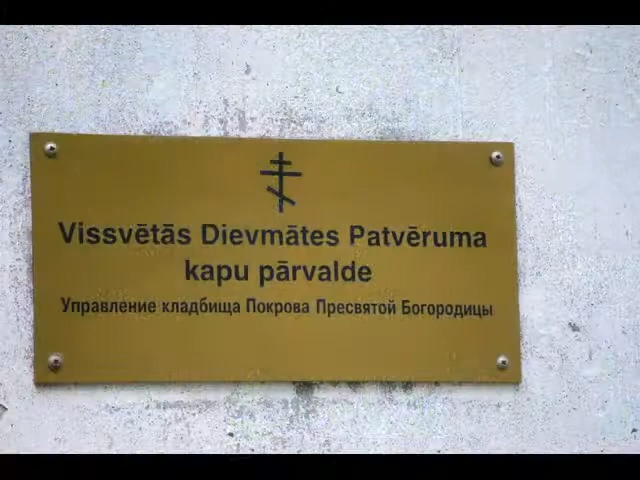 Vissvētās Dievmātes Patvēruma
kapu pārvalde
Управление кладбища Покрова Пресвятой Богородицы